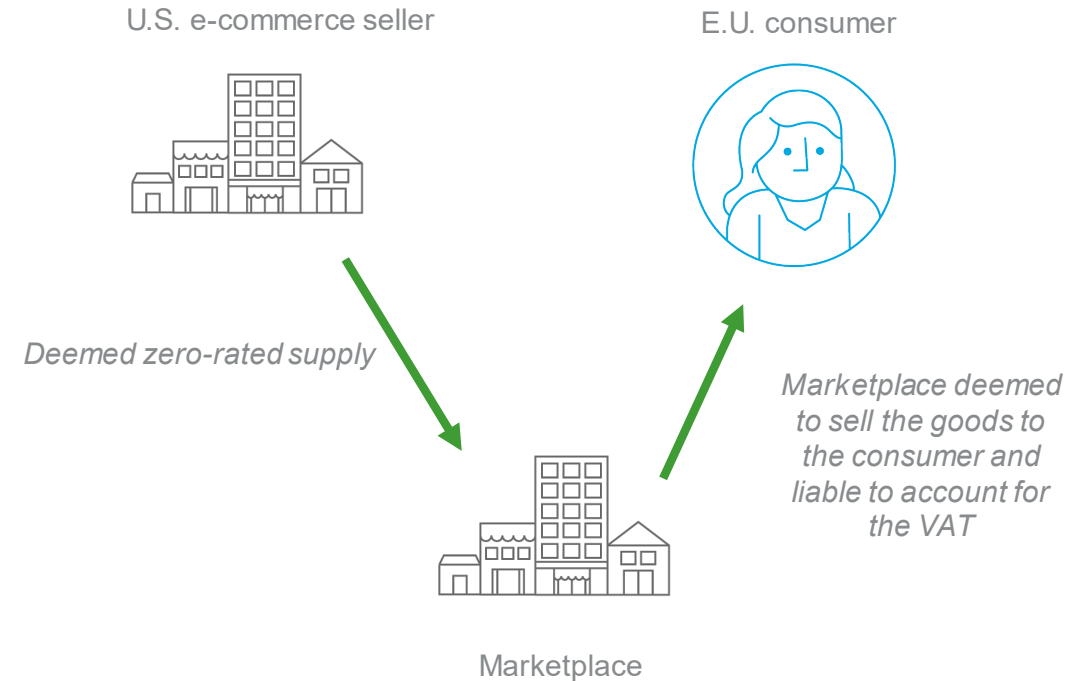 U.S. e-commerce seller
E.U. consumer
Deemed zero-rated supply
Marketplace deemed
to sell the goods to
the consumer and
liable to account for
the VAT
Marketplace